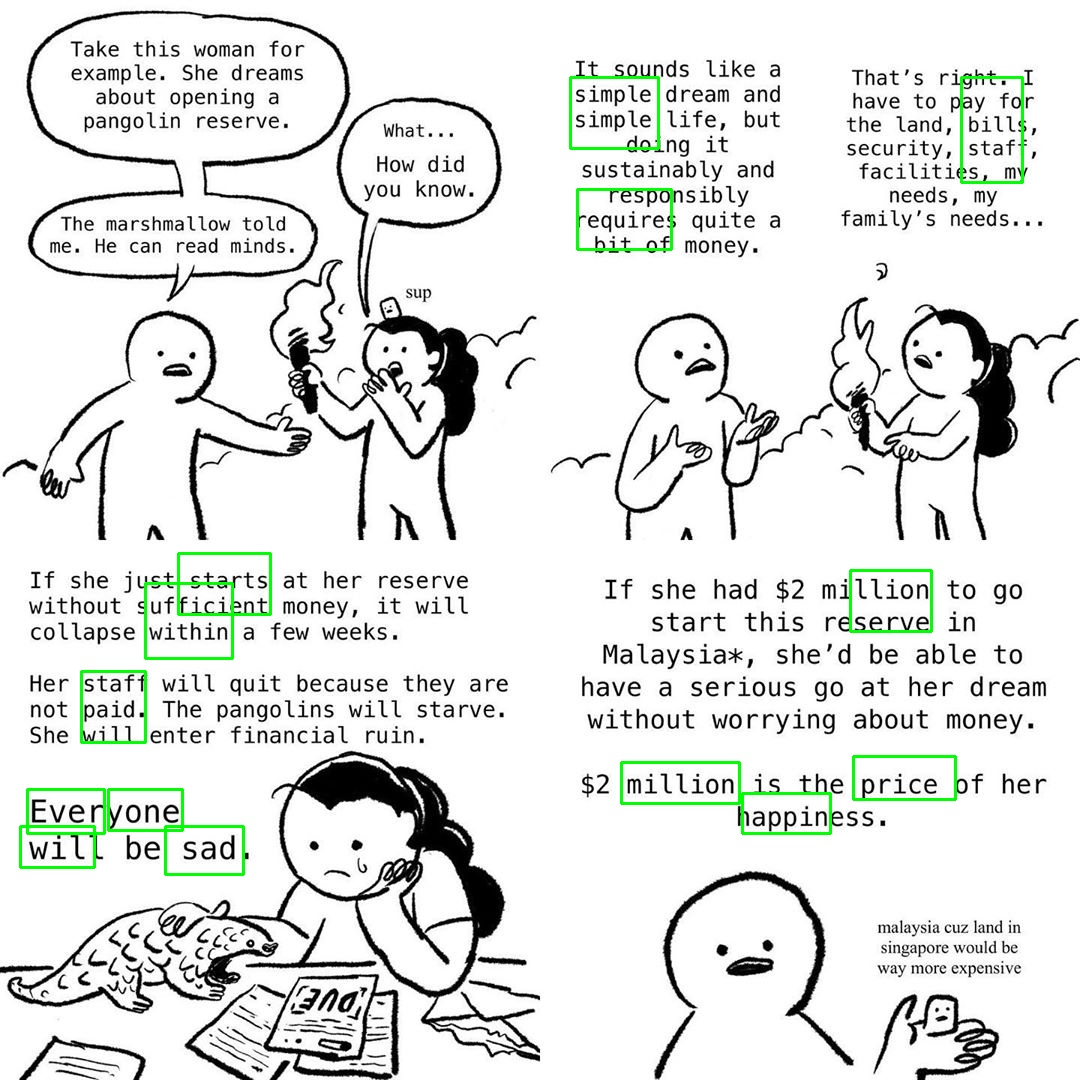 Take this woman for
example. She dreams
about opening a
pangolin reserve.
The marshmallow told
me. He can read minds.
What...
How did
you know.
sup
It sounds like a
simple dream and
simple life, but
doing it
sustainably and
responsibly
requires quite a
bit of money.
That's right. I
have to pay for
the land, bills,
security, staff,
facilities, my
needs, my
family's needs...
If she just starts at her reserve
without sufficient money, it will
collapse within a few weeks.
Her staff will quit because they are
not paid. The pangolins will starve.
She will enter financial ruin.
Everyone
will be sad.
DUE
If she had $2 million to go
start this reserve in
Malaysia*, she'd be able to
have a serious go at her dream
without worrying about money.
$2 million is the price of her
happiness.
malaysia cuz land in
singapore would be
way more expensive